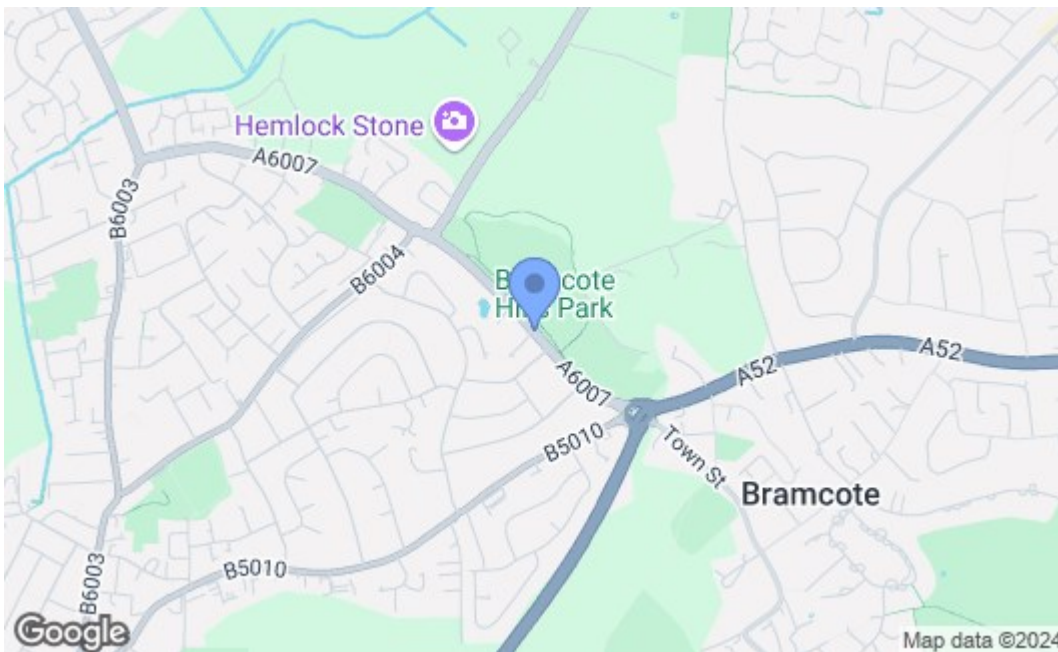 Hemlock Stone
A6007
B6003
B6004
Hills Park
A6007
A52
A52
B5010
Town St
Bramcote
B5010
B6003
Google
Map data ©2024